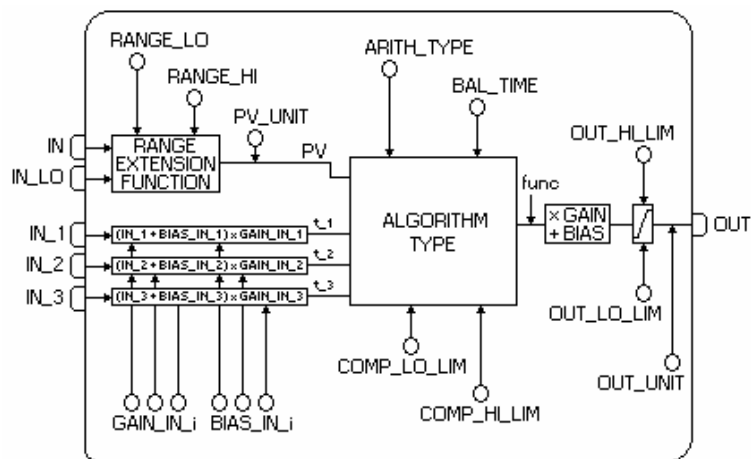 RANGE_LO
RANGE_HI
ARITH_TYPE
BAL_TIME
PV_UNIT
OUT_HI_LIM
IN
IN_LO
RANGE
EXTENSION
FUNCTION
PV
func
ALGORITHM
TYPE
×GAIN
+BIAS
OUT
IN_1
(IN_1+BIAS_IN_1)×GAIN_IN_1
t_1
IN_2
(IN_2+BIAS_IN_2)×GAIN_IN_2
t_2
IN_3
(IN_3+BIAS_IN_3)×GAIN_IN_3
t_3
OUT_LO_LIM
COMP_LO_LIM
OUT_UNIT
COMP_HI_LIM
GAIN_IN_i
BIAS_IN_i